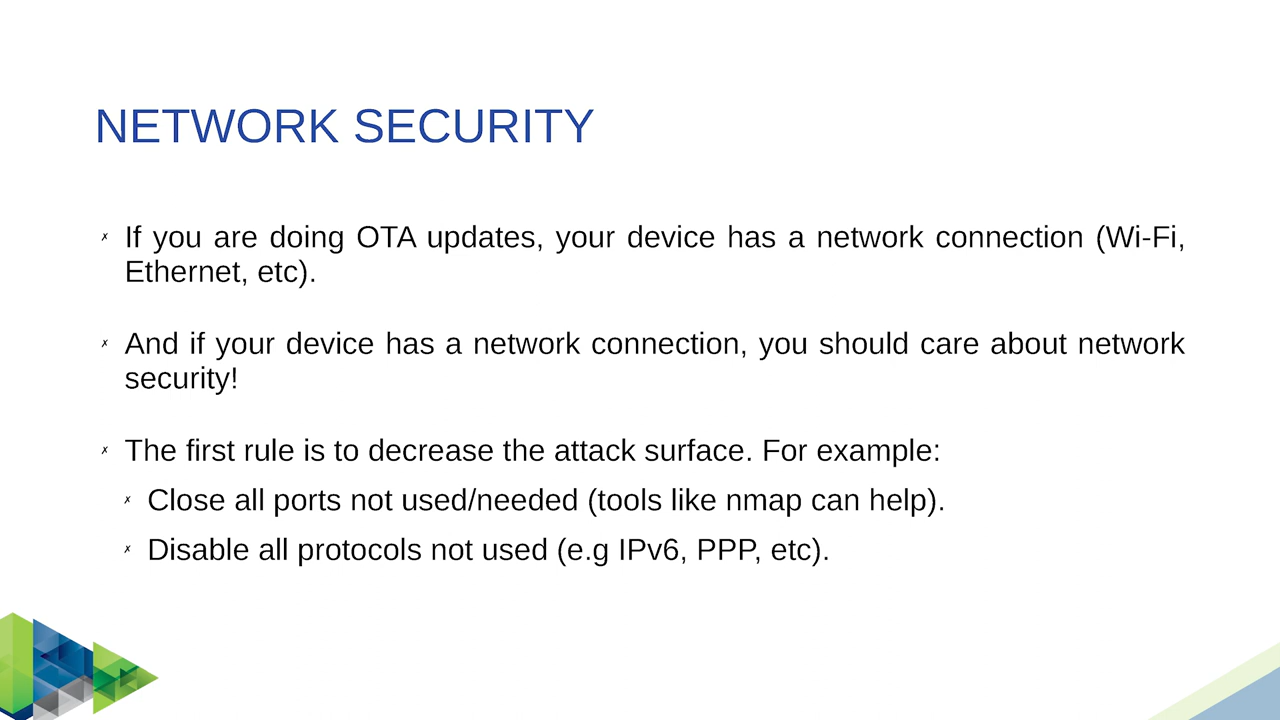 NETWORK SECURITY
✗ If you are doing OTA updates, your device has a network connection (Wi-Fi,
Ethernet, etc).
✗ And if your device has a network connection, you should care about network
security!
✗ The first rule is to decrease the attack surface. For example:
✗ Close all ports not used/needed (tools like nmap can help).
✗ Disable all protocols not used (e.g IPv6, PPP, etc).